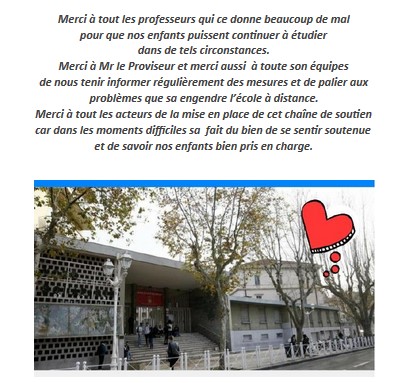 Merci à tout les professeurs qui ce donne beaucoup de mal
pour que nos enfants puissent continuer à étudier
dans de tels circonstances.
Merci à Mr le Proviseur et merci aussi à toute son équipes
de nous tenir informer régulièrement des mesures et de palier aux
problèmes que sa engendre l'école à distance.
Merci à tout les acteurs de la mise en place de cet chaîne de soutien
car dans les moments difficiles sa fait du bien de se sentir soutenue
et de savoir nos enfants bien pris en charge.